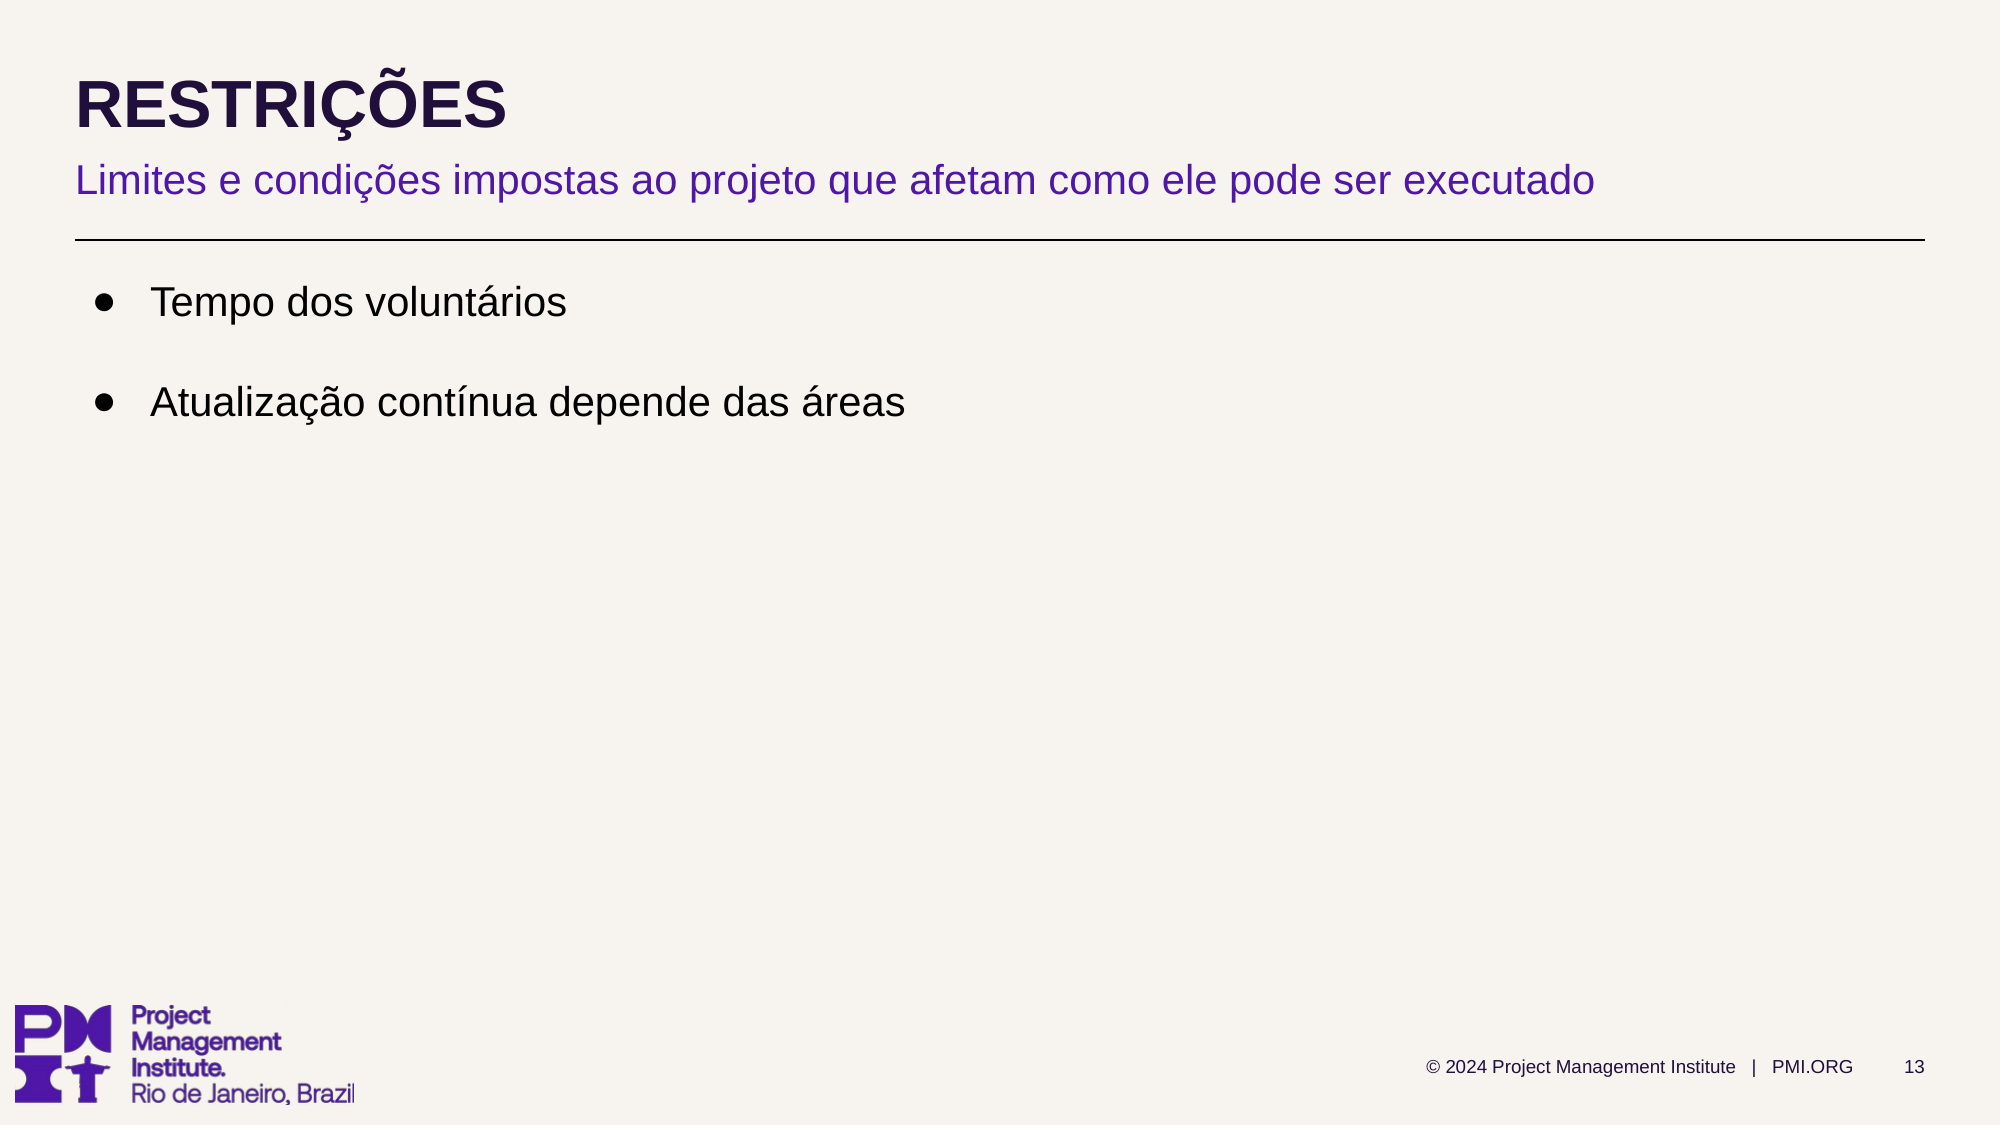 RESTRIÇÕES
Limites e condições impostas ao projeto que afetam como ele pode ser executado
● Tempo dos voluntários
● Atualização contínua depende das áreas
Project
Management
Institute.
Rio de Janeiro, Brazil
© 2024 Project Management Institute | PMI.ORG 13